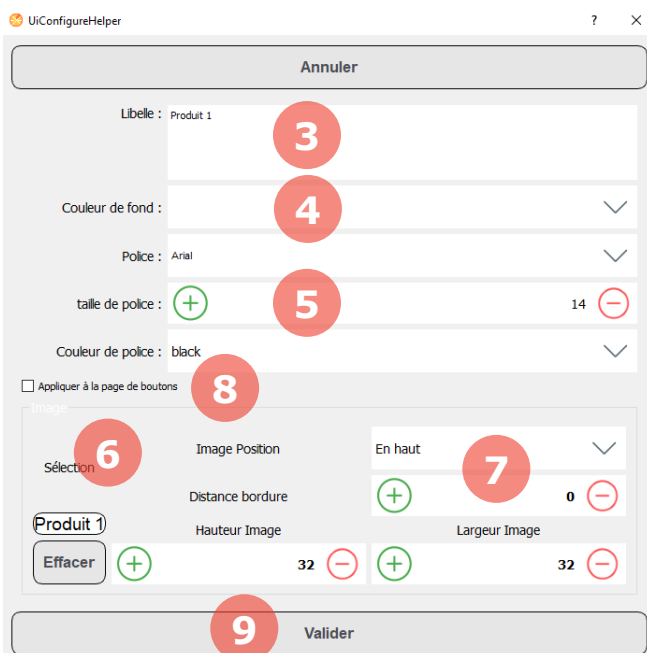 UiConfigureHelper ? ×
Annuler
Libelle : Produit 1
3
Couleur de fond : 4
Police : Arial
taille de police : 5 14
Couleur de police : black
Appliquer à la page de boutons 8
Image
6 Image Position En haut
Sélection 7
Distance bordure 0
Produit 1 Hauteur Image Largeur Image
Effacer 32 32
9 Valider